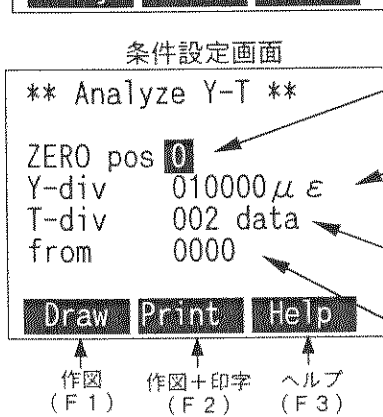 条件設定画面
** Analyze Y-T **
ZERO pos 0
Y-div 010000με
T-div 002 data
from 0000
Draw Print Help
作図 作図+印字 ヘルプ
(F1) (F2) (F3)